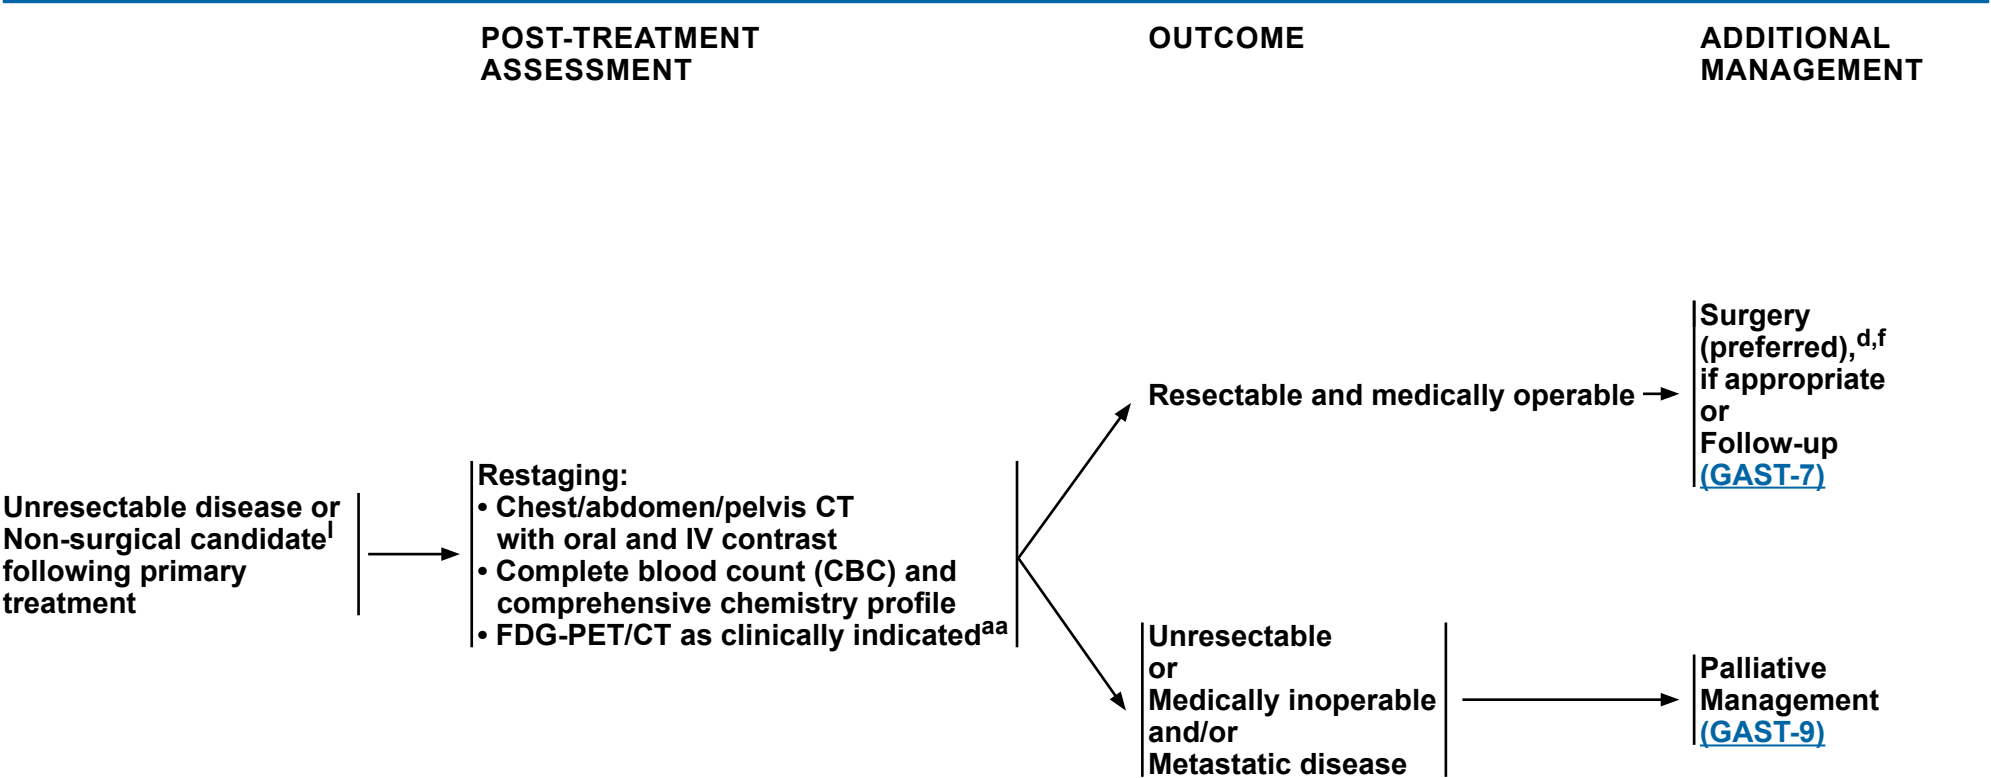 POST-TREATMENT
ASSESSMENT
OUTCOME
ADDITIONAL
MANAGEMENT
Unresectable disease or
Non-surgical candidatel
following primary
treatment
Restaging:
• Chest/abdomen/pelvis CT
with oral and IV contrast
• Complete blood count (CBC) and
comprehensive chemistry profile
• FDG-PET/CT as clinically indicatedaa
Resectable and medically operable
Surgery
(preferred),d,f
if appropriate
or
Follow-up
(GAST-7)
Unresectable
or
Medically inoperable
and/or
Metastatic disease
Palliative
Management
(GAST-9)